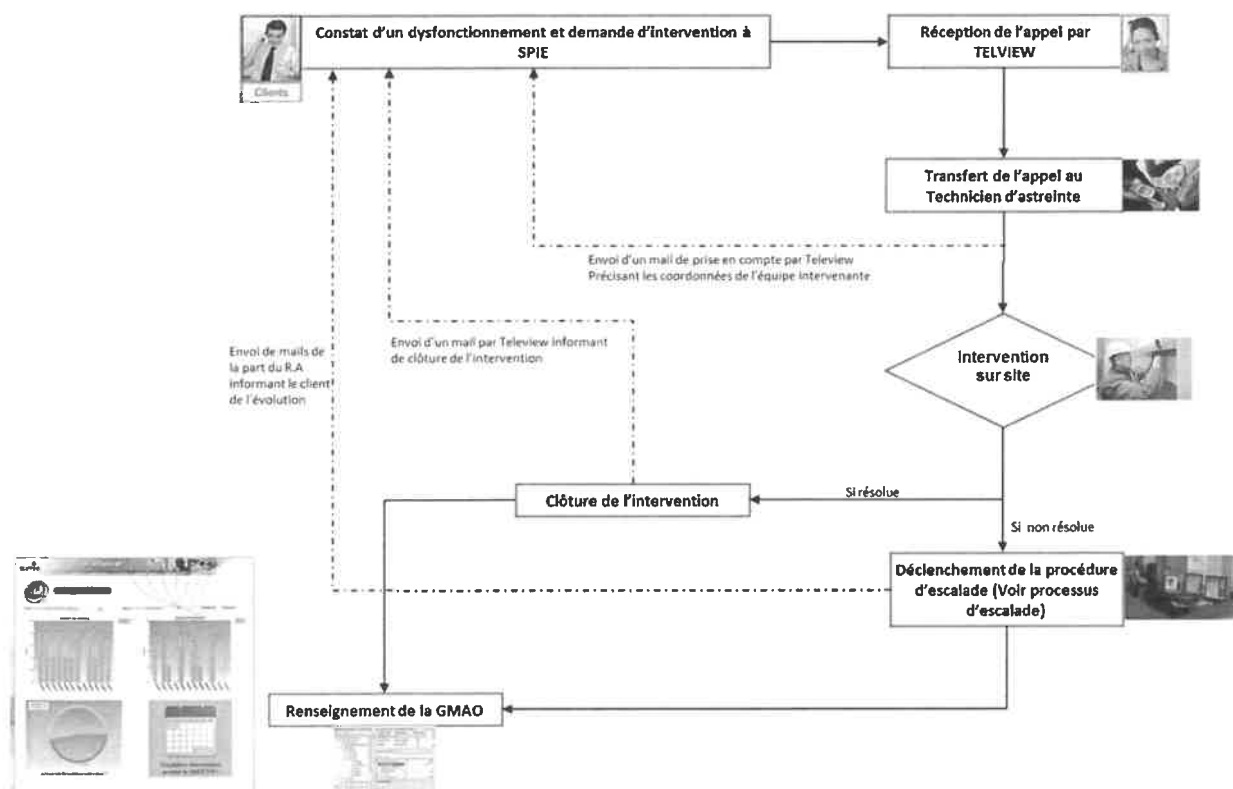 Constat d'un dysfonctionnement et demande d'intervention à
SPIE
Clients
Réception de l'appel par
TELVIEW
Transfert de l'appel au
Technicien d'astreinte
Envoi d'un mail de prise en compte par Teleview
Précisant les coordonnées de l'équipe intervenante
Envoi d'un mail par Teleview Informant
de clôture de l'intervention
Envoi de mails de
la part du R.A
informant le client
de l'évolution
Intervention
sur site
Clôture de l'intervention
Si résolue
Si non résolue
Déclenchement de la procédure
d'escalade (Voir processus
d'escalade)
Renseignement de la GMAO